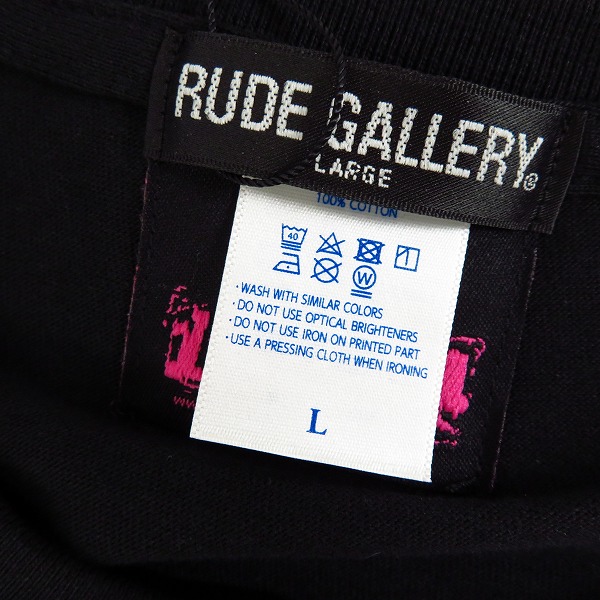 RUDE GALLERY®
LARGE
100% COTTON
40
W
・WASH WITH SIMILAR COLORS
・DO NOT USE OPTICAL BRIGHTENERS
・DO NOT USE IRON ON PRINTED PART
・USE A PRESSING CLOTH WHEN IRONING
L